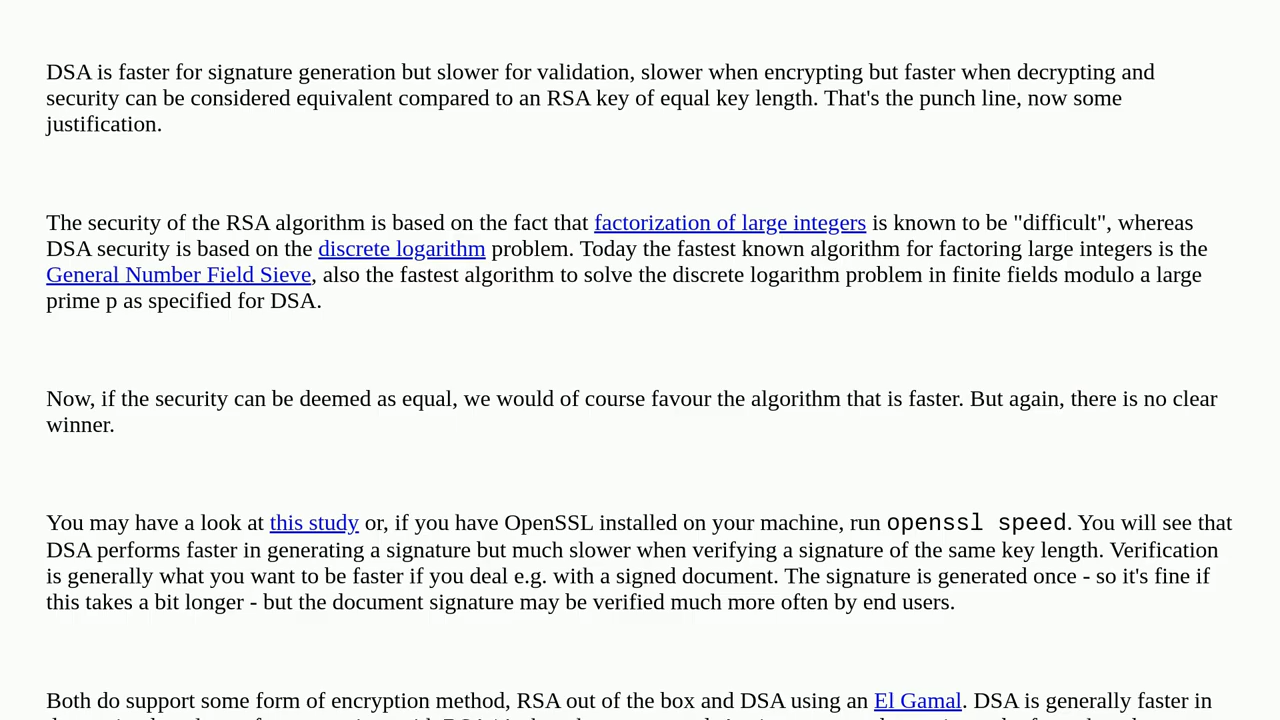 DSA is faster for signature generation but slower for validation, slower when encrypting but faster when decrypting and
security can be considered equivalent compared to an RSA key of equal key length. That's the punch line, now some
justification.
The security of the RSA algorithm is based on the fact that factorization of large integers is known to be "difficult", whereas
DSA security is based on the discrete logarithm problem. Today the fastest known algorithm for factoring large integers is the
General Number Field Sieve, also the fastest algorithm to solve the discrete logarithm problem in finite fields modulo a large
prime p as specified for DSA.
Now, if the security can be deemed as equal, we would of course favour the algorithm that is faster. But again, there is no clear
winner.
You may have a look at this study or, if you have OpenSSL installed on your machine, run openssl speed. You will see that
DSA performs faster in generating a signature but much slower when verifying a signature of the same key length. Verification
is generally what you want to be faster if you deal e.g. with a signed document. The signature is generated once - so it's fine if
this takes a bit longer - but the document signature may be verified much more often by end users.
Both do support some form of encryption method, RSA out of the box and DSA using an El Gamal. DSA is generally faster in